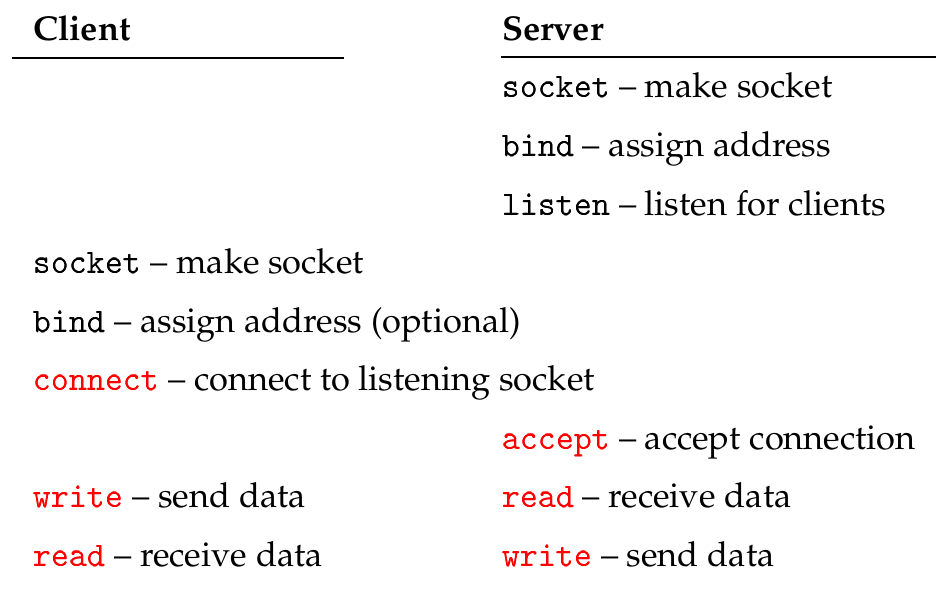 Client Server
socket – make socket
bind – assign address
listen – listen for clients
socket – make socket
bind – assign address (optional)
connect – connect to listening socket
accept – accept connection
write – send data read – receive data
read – receive data write – send data